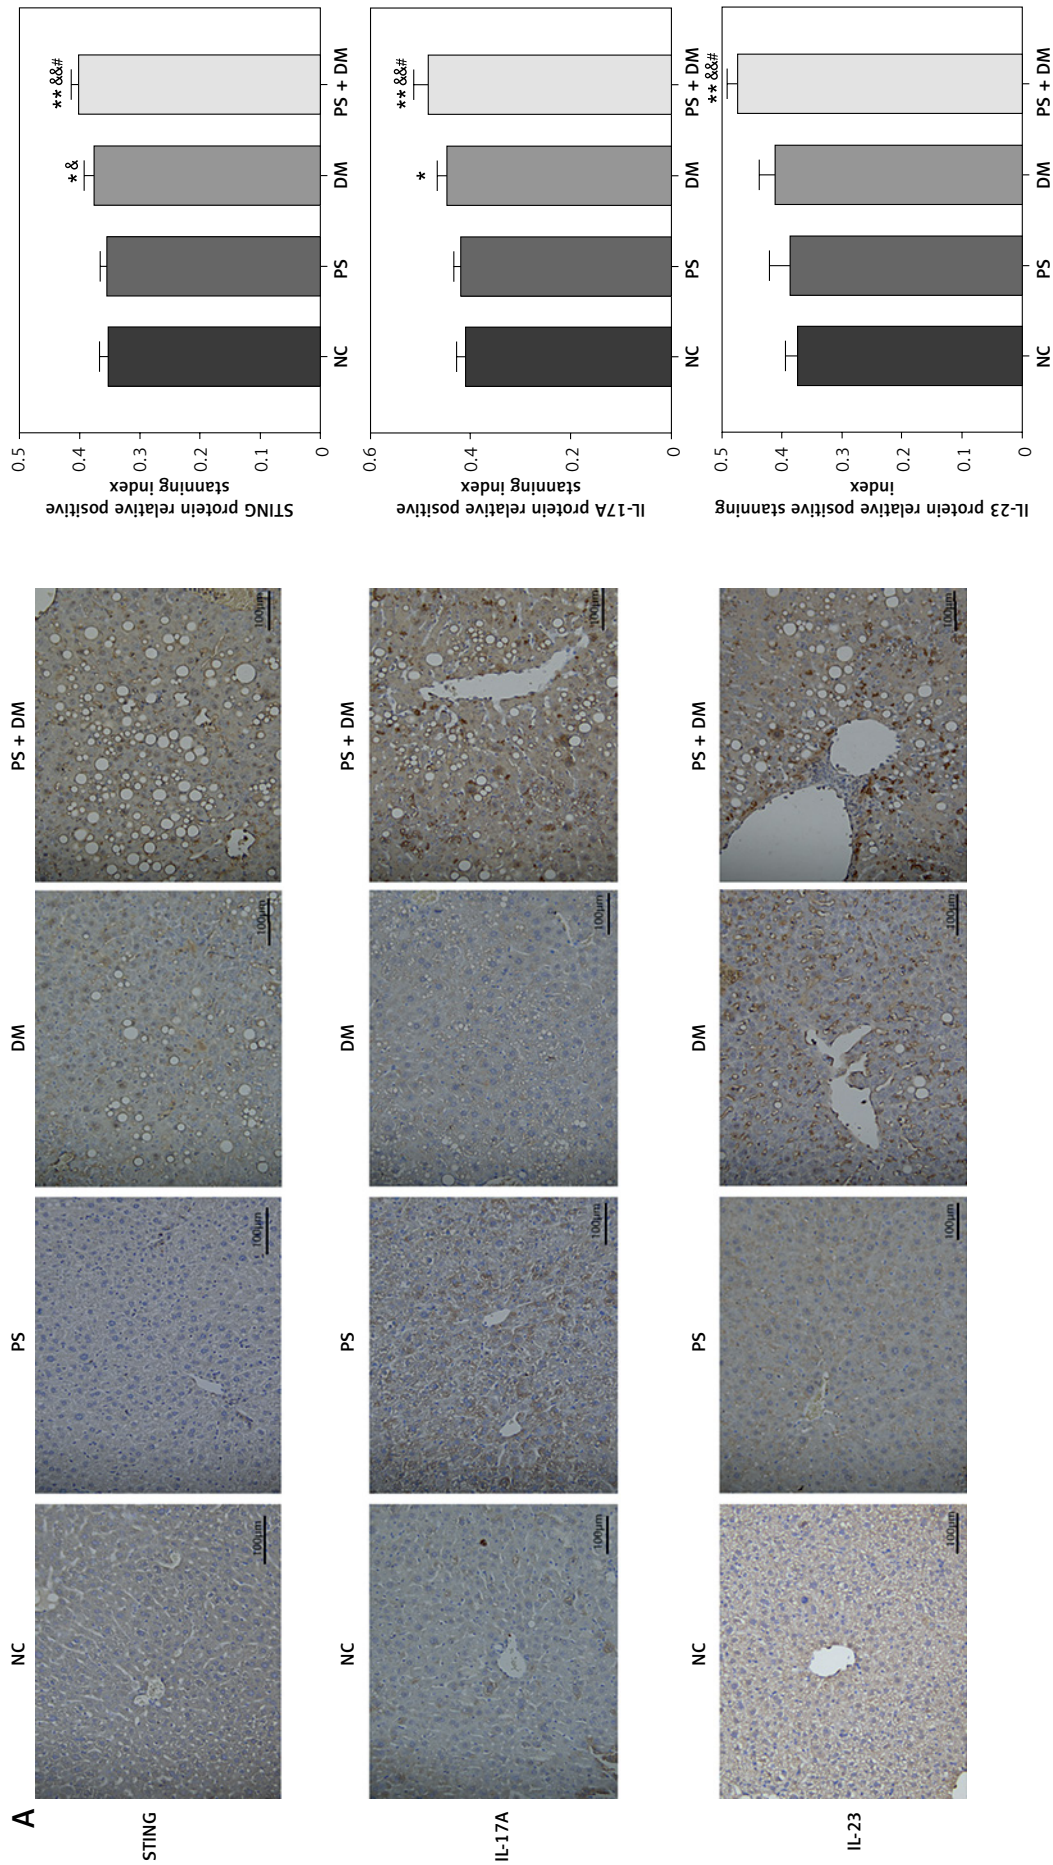 A
NC
PS
DM
PS + DM
STING
100µm
100µm
100µm
100µm
STING protein relative positive
stanning index
0.5
0.4
0.3
0.2
0.1
0
* &
** &&#
NC
PS
DM
PS + DM
NC
PS
DM
PS + DM
IL-17A
100µm
100µm
100µm
100µm
IL-17A protein relative positive
stanning index
0.6
0.4
0.2
0
*
** &&#
NC
PS
DM
PS + DM
NC
PS
DM
PS + DM
IL-23
100µm
100µm
100µm
100µm
IL-23 protein relative positive stanning
index
0.5
0.4
0.3
0.2
0.1
0
** &&#
NC
PS
DM
PS + DM